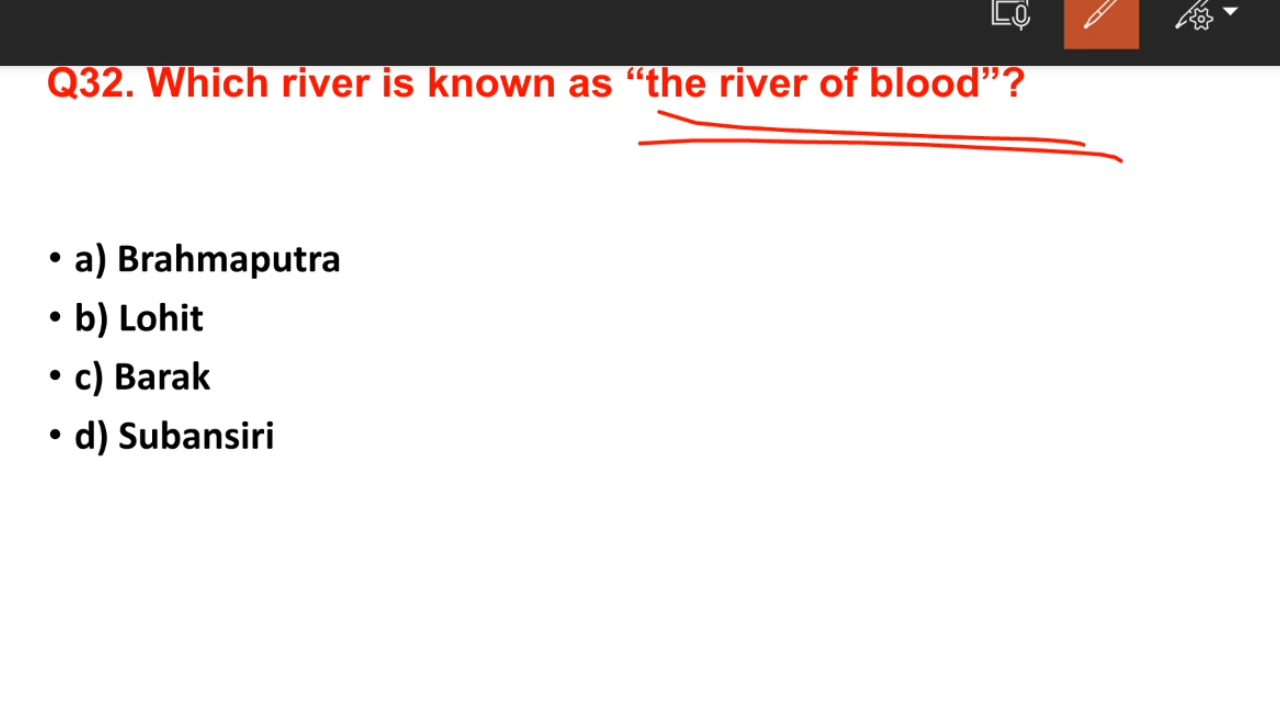 Q32. Which river is known as “the river of blood”?
• a) Brahmaputra
• b) Lohit
• c) Barak
• d) Subansiri